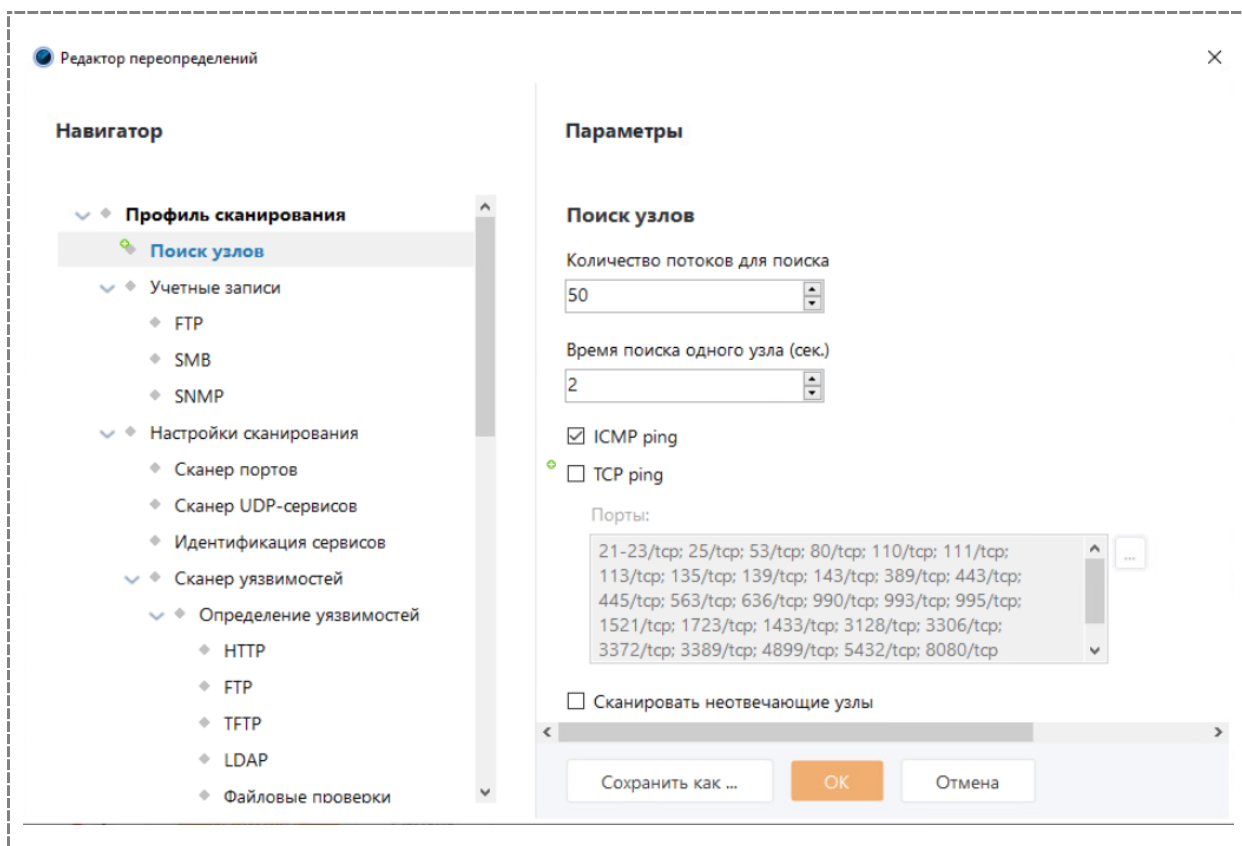 Редактор переопределений
Навигатор
Профиль сканирования
Поиск узлов
Учетные записи
FTP
SMB
SNMP
Настройки сканирования
Сканер портов
Сканер UDP-сервисов
Идентификация сервисов
Сканер уязвимостей
Определение уязвимостей
HTTP
FTP
TFTP
LDAP
Файловые проверки
Параметры
Поиск узлов
Количество потоков для поиска
50
Время поиска одного узла (сек.)
2
ICMP ping
TCP ping
Порты:
21-23/tcp; 25/tcp; 53/tcp; 80/tcp; 110/tcp; 111/tcp;
113/tcp; 135/tcp; 139/tcp; 143/tcp; 389/tcp; 443/tcp;
445/tcp; 563/tcp; 636/tcp; 990/tcp; 993/tcp; 995/tcp;
1521/tcp; 1723/tcp; 1433/tcp; 3128/tcp; 3306/tcp;
3372/tcp; 3389/tcp; 4899/tcp; 5432/tcp; 8080/tcp
...
Сканировать неотвечающие узлы
Сохранить как ...
ОК
Отмена